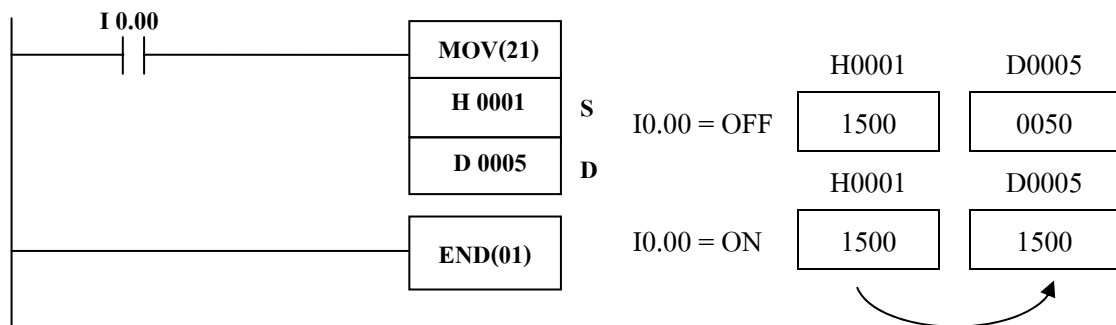 I 0.00
MOV(21)
H 0001 S
D 0005 D
END(01)
H0001 D0005
I0.00 = OFF 1500 0050
H0001 D0005
I0.00 = ON 1500 1500